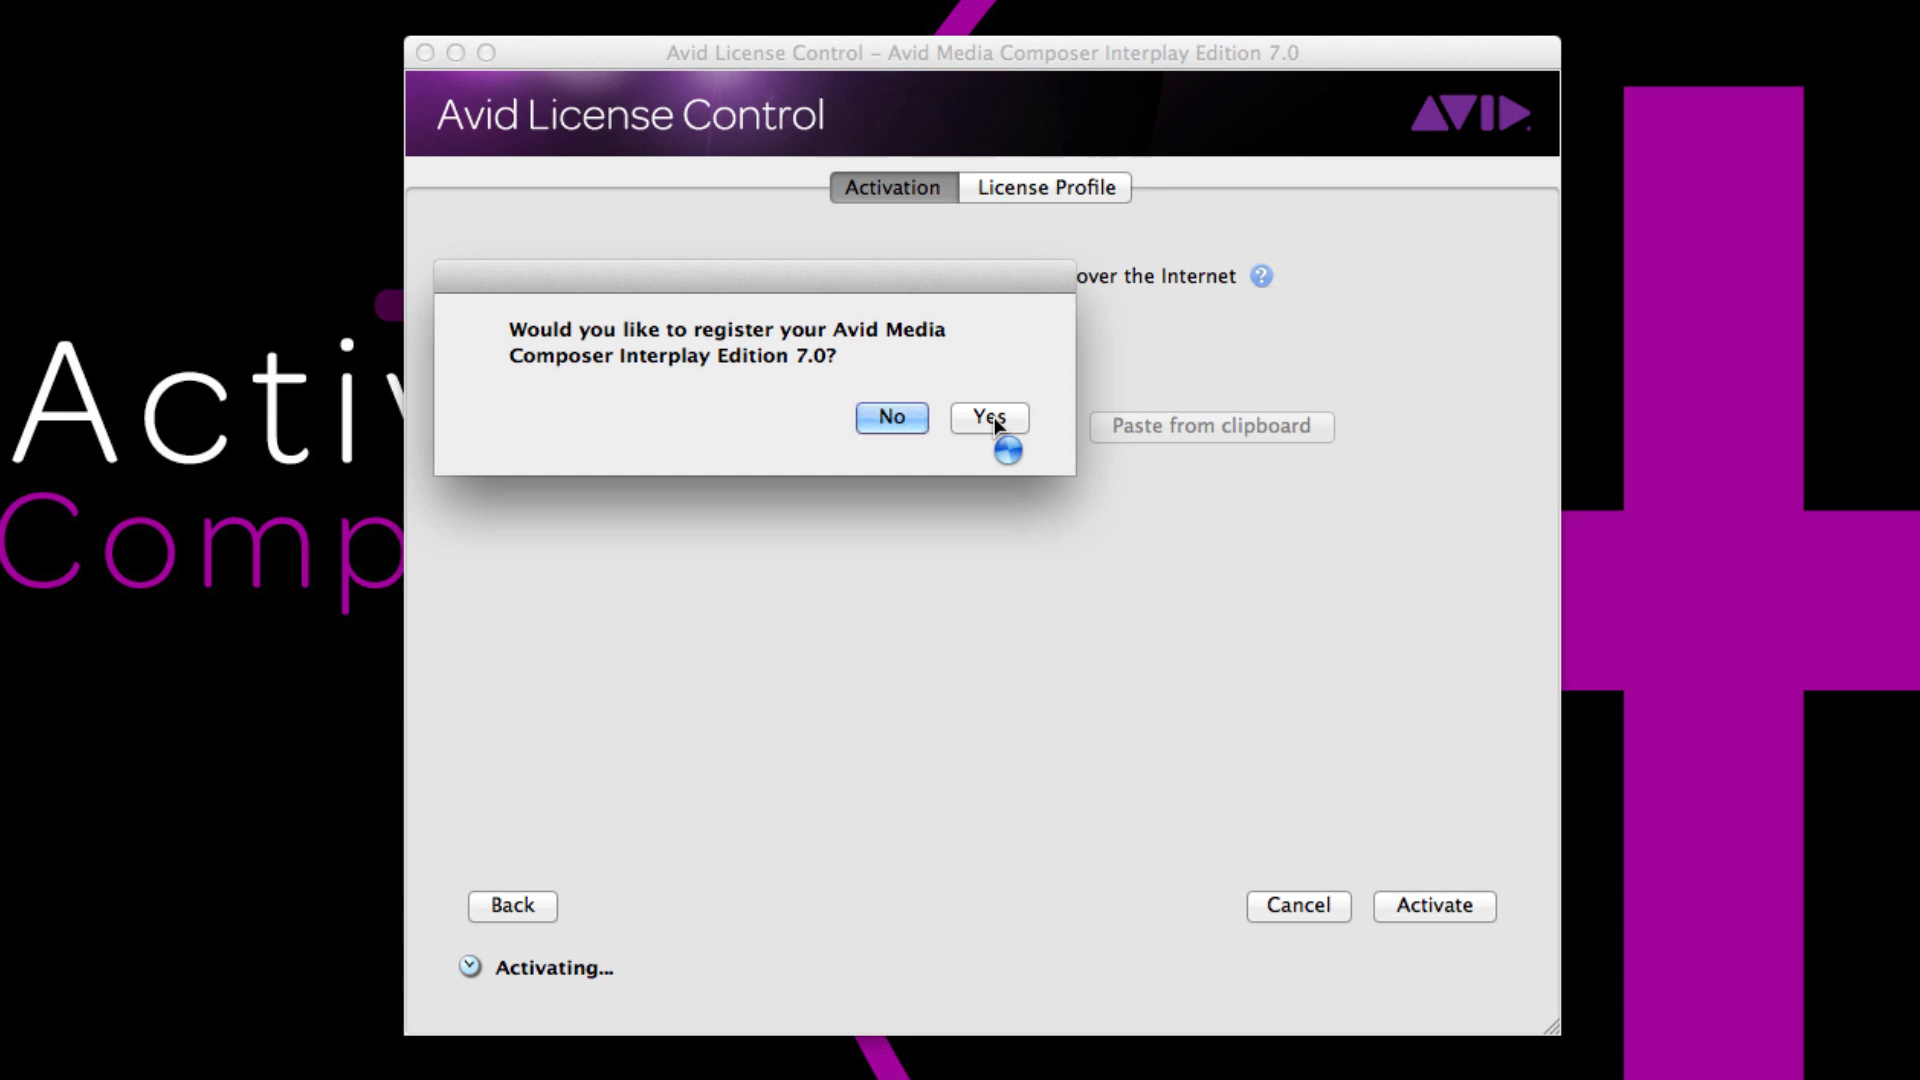 Avid License Control – Avid Media Composer Interplay Edition 7.0
Avid License Control
AVID
Activation
License Profile
over the Internet
?
Would you like to register your Avid Media
Composer Interplay Edition 7.0?
No
Yes
Paste from clipboard
Acti
Comp
Back
Cancel
Activate
Activating...